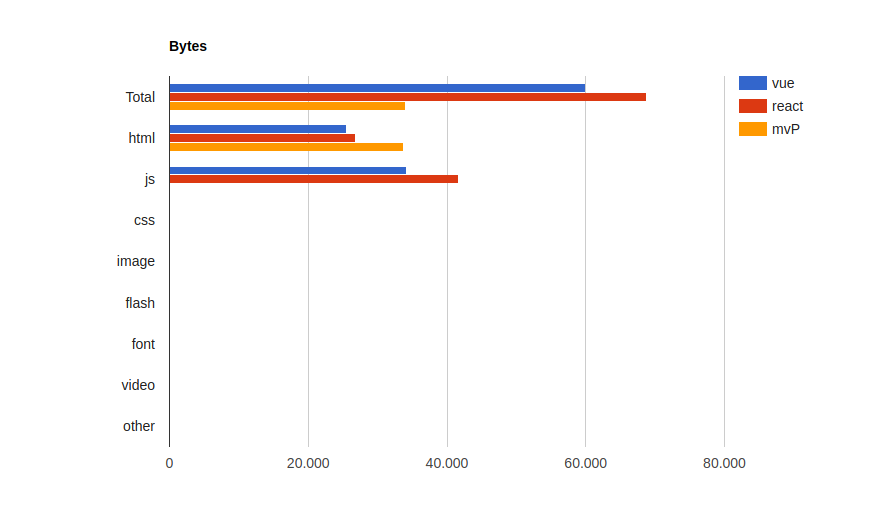 Bytes
vue
react
mvP
Total
html
js
css
image
flash
font
video
other
0 20.000 40.000 60.000 80.000